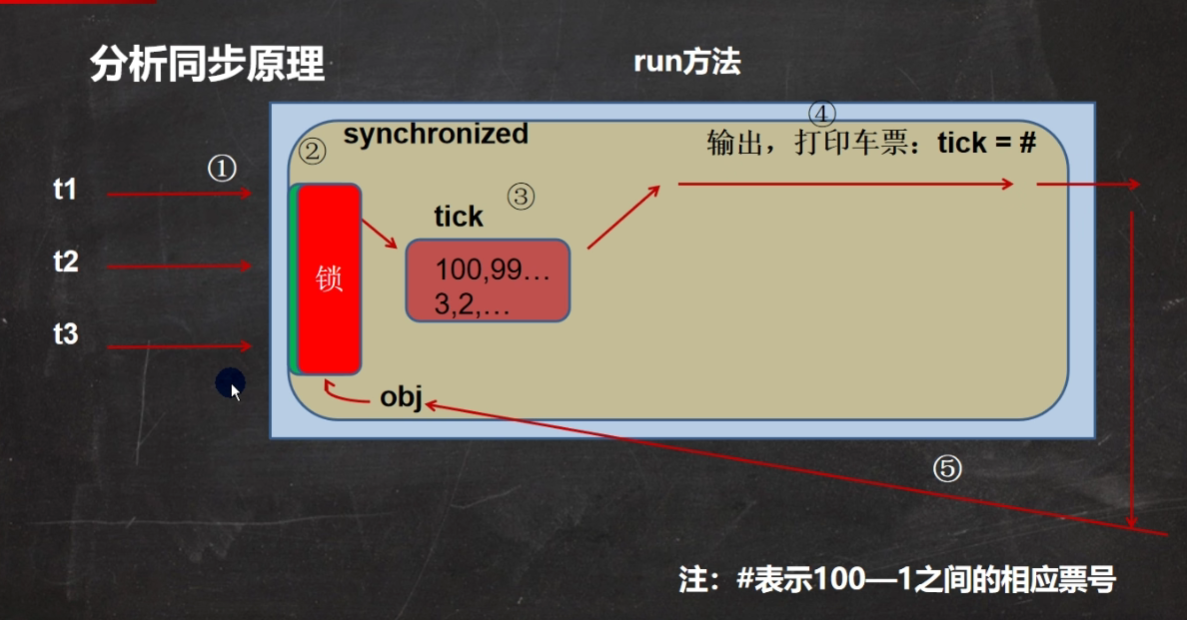 分析同步原理
run方法
④
② synchronized
输出，打印车票：tick = #
①
t1
③
tick
t2
100,99…
锁
3,2,…
t3
obj
⑤
注：#表示100—1之间的相应票号